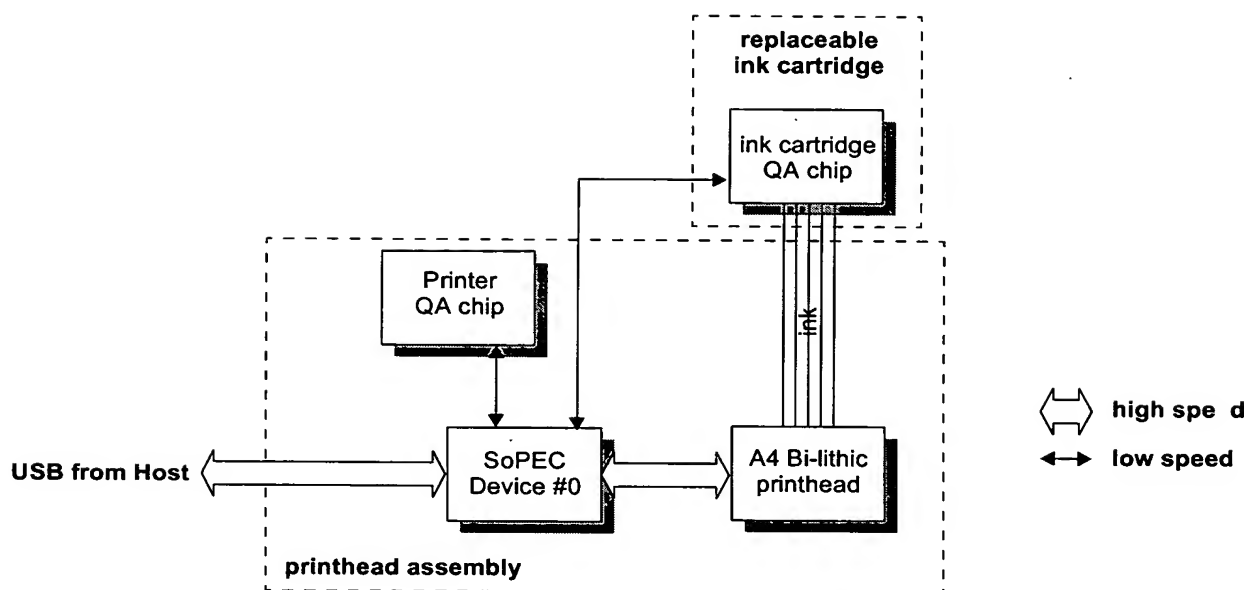 replaceable
ink cartridge
ink cartridge
QA chip
Printer
QA chip
ink
high spe d
low speed
USB from Host
SoPEC
Device #0
A4 Bi-lithic
printhead
printhead assembly